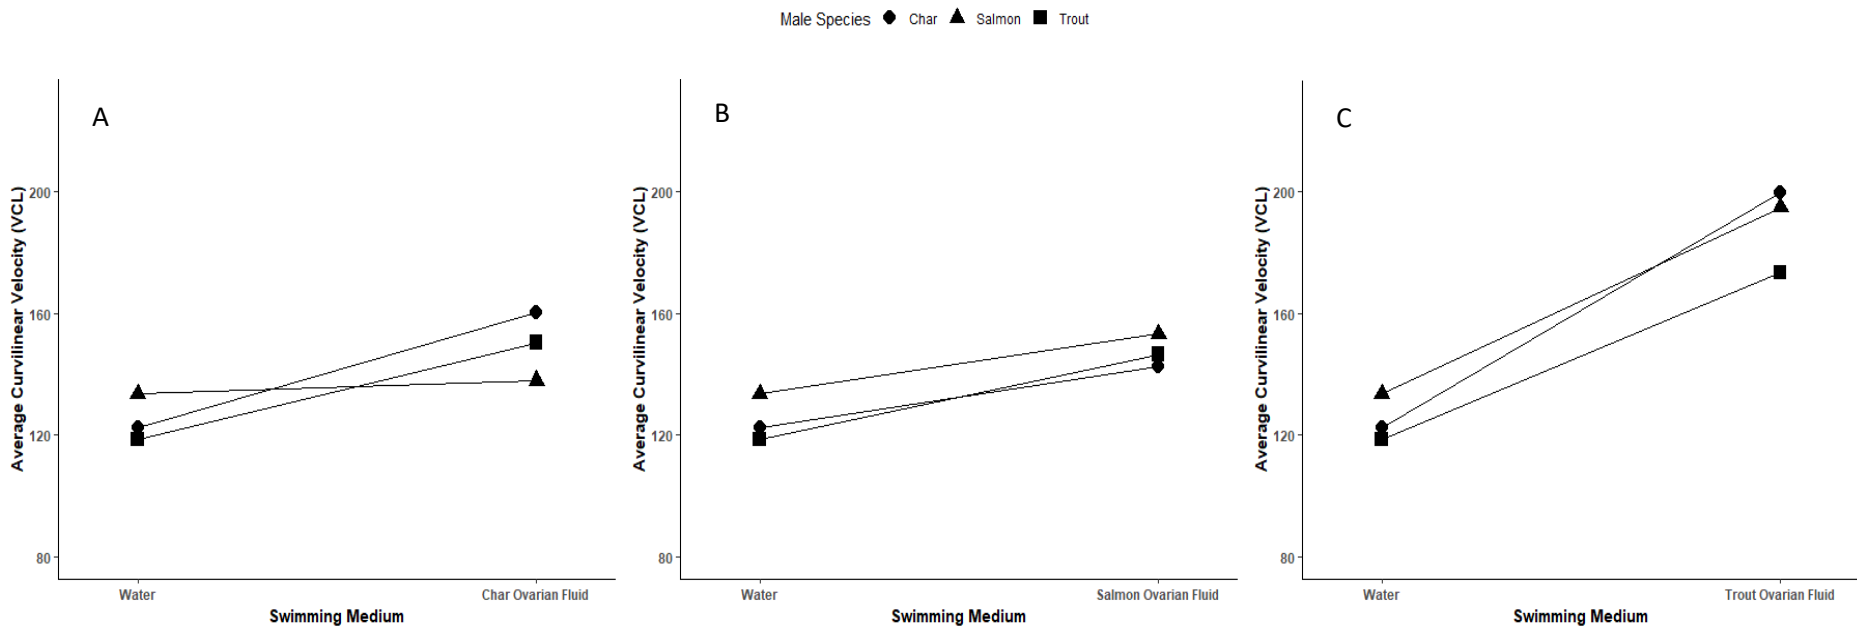 Male Species Char Salmon Trout
A
B
C
Average Curvilinear Velocity (VCL)
200
160
120
80
Water
Char Ovarian Fluid
Swimming Medium
Average Curvilinear Velocity (VCL)
200
160
120
80
Water
Salmon Ovarian Fluid
Swimming Medium
Average Curvilinear Velocity (VCL)
200
160
120
80
Water
Trout Ovarian Fluid
Swimming Medium